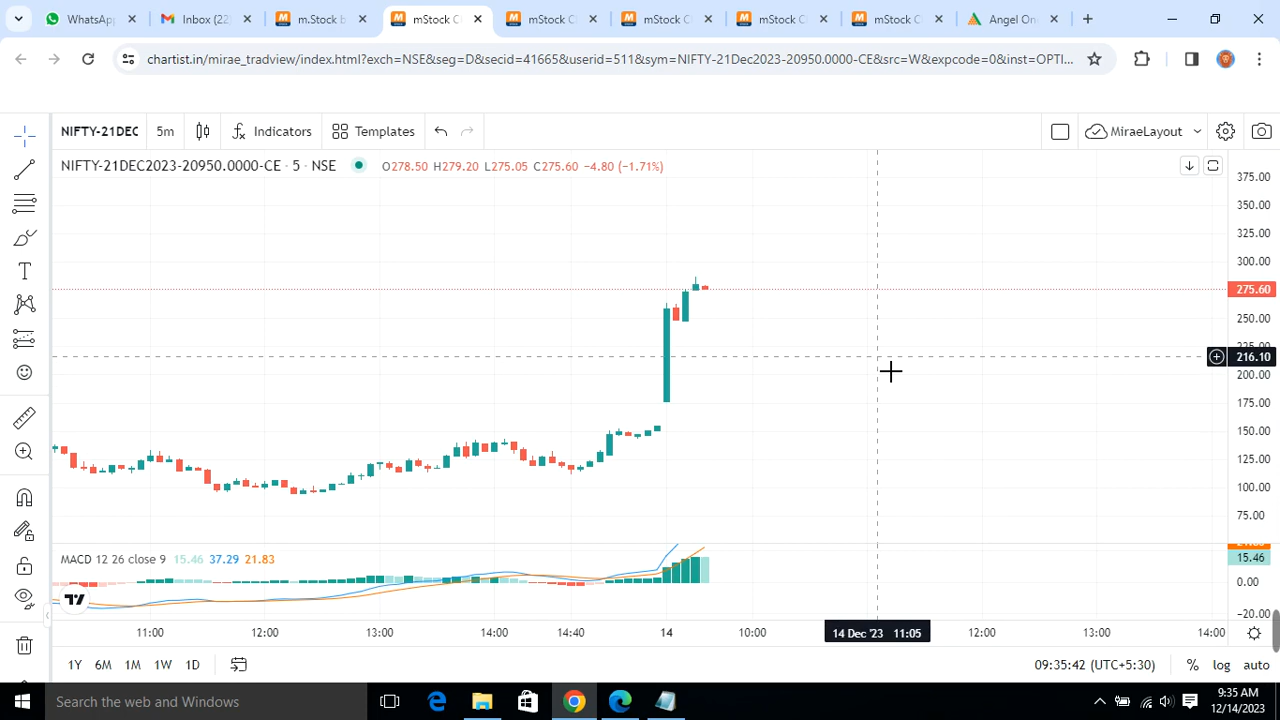 WhatsApp
Inbox (22
m.Stock b
mStock C
mStock C
mStock C
mStock C
mStock C
Angel On
chartist.in/mirae_tradview/index.html?exch=NSE&seg=D&secid=41665&userid=511&sym=NIFTY-21Dec2023-20950.0000-CE&src=W&expcode=0&inst=OPTI...
NIFTY-21DEC 5m Indicators Templates MiraeLayout
NIFTY-21DEC2023-20950.0000-CE · 5 · NSE O278.50 H279.20 L275.05 C275.60 −4.80 (−1.71%)
375.00
350.00
325.00
300.00
275.60
250.00
225.00
216.10
200.00
175.00
150.00
125.00
100.00
75.00
MACD 12 26 close 9 15.46 37.29 21.83
15.46
0.00
−20.00
11:00 12:00 13:00 14:00 14:40 14 10:00 14 Dec '23 11:05 12:00 13:00 14:00
1Y 6M 1M 1W 1D 09:35:42 (UTC+5:30) % log auto
Search the web and Windows
9:35 AM
12/14/2023